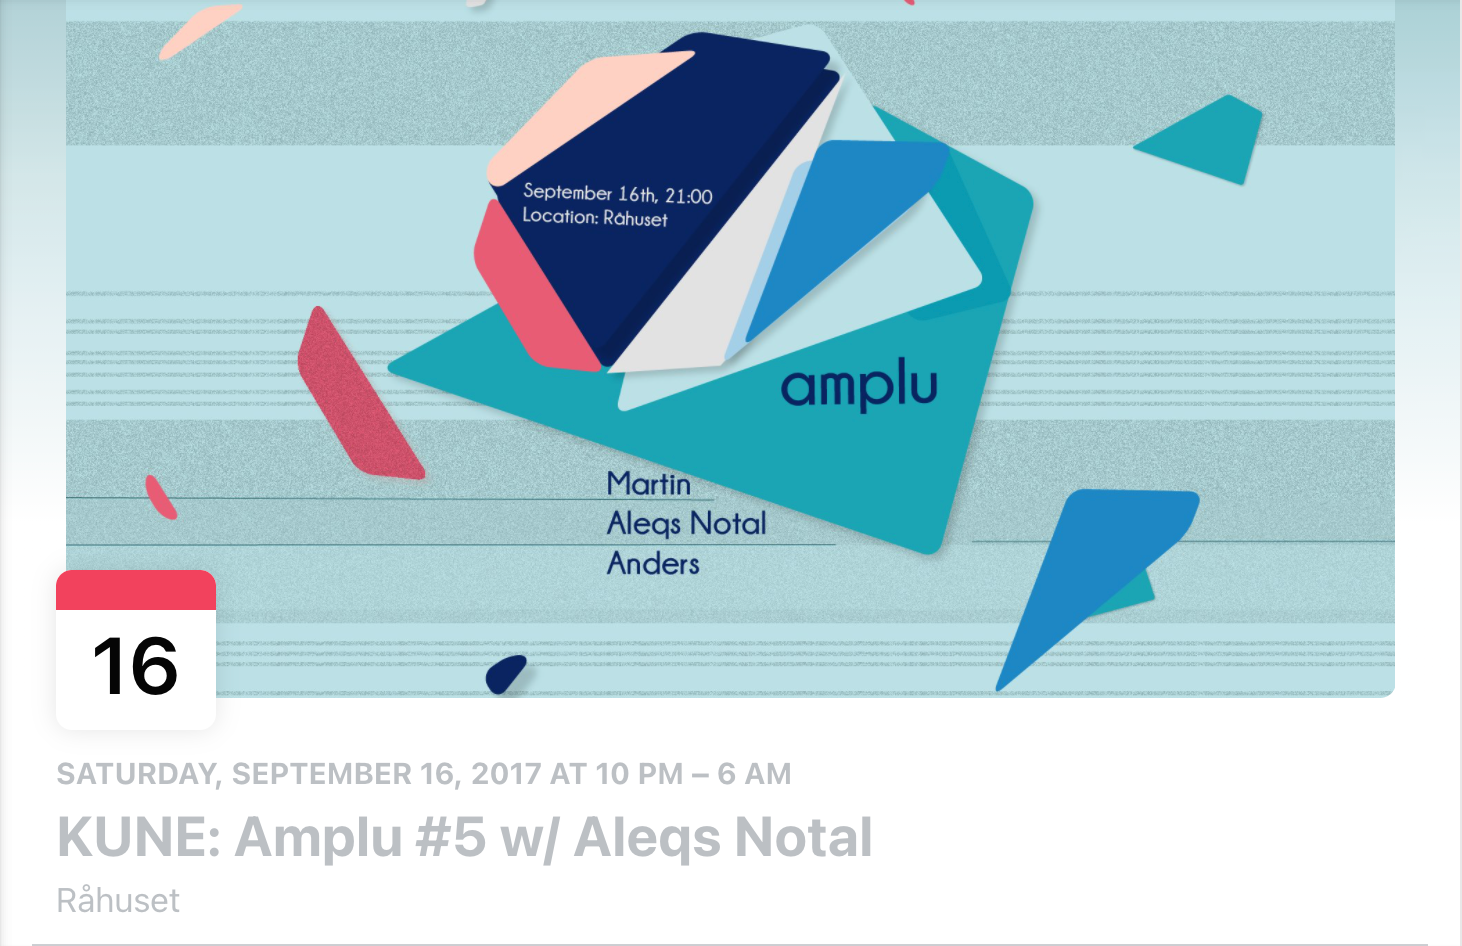 September 16th, 21:00
Location: Råhuset
amplu
Martin
Aleqs Notal
Anders
16
SATURDAY, SEPTEMBER 16, 2017 AT 10 PM – 6 AM
KUNE: Amplu #5 w/ Aleqs Notal
Råhuset